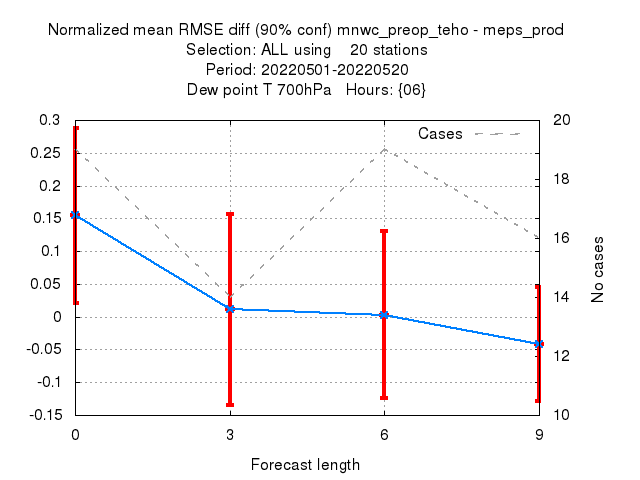 Normalized mean RMSE diff (90% conf) mnwc_preop_teho - meps_prod
Selection: ALL using    20 stations
Period: 20220501-20220520
Dew point T 700hPa   Hours: {06}
Cases
0.3
0.25
0.2
0.15
0.1
0.05
0
-0.05
-0.1
-0.15
20
18
16
14
12
10
No cases
0 3 6 9
Forecast length